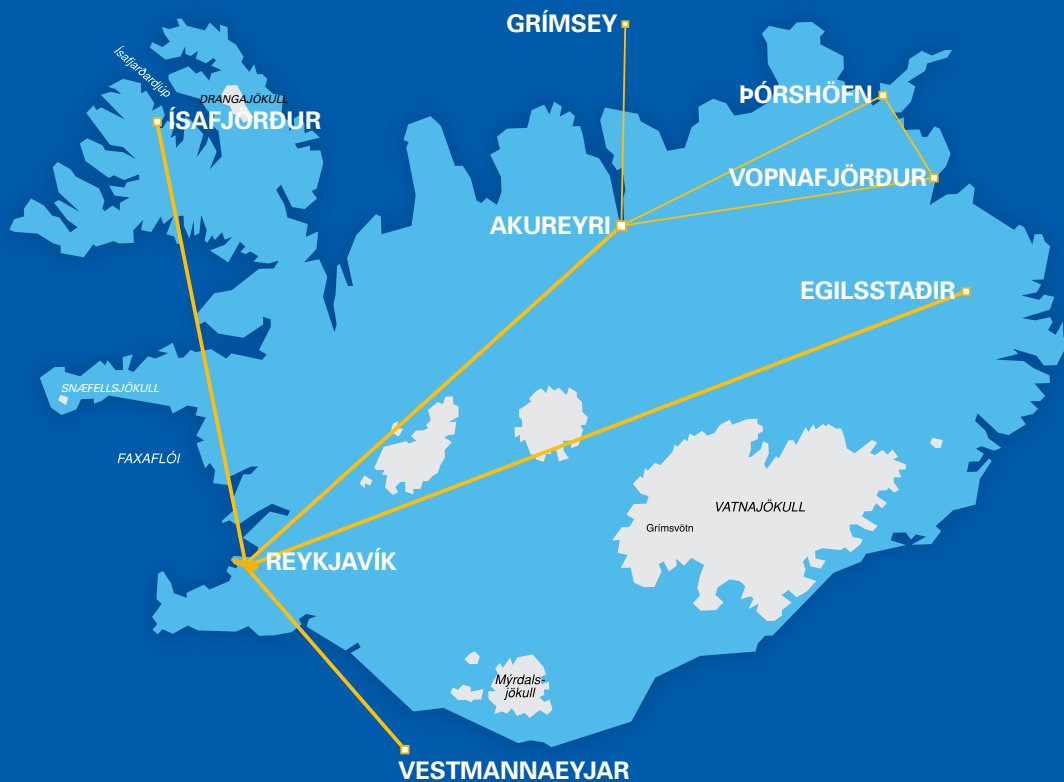 GRÍMSEY
Ísafjarðardjúp
DRANGAJÖKULL
ÞÓRSHÖFN
ÍSAFJÖRÐUR
VOPNAFJÖRÐUR
AKUREYRI
EGILSSTAÐIR
SNÆFELLSJÖKULL
FAXAFLÓI
VATNAJÖKULL
Grímsvötn
REYKJAVÍK
Mýrdals-
jökull
VESTMANNAEYJAR